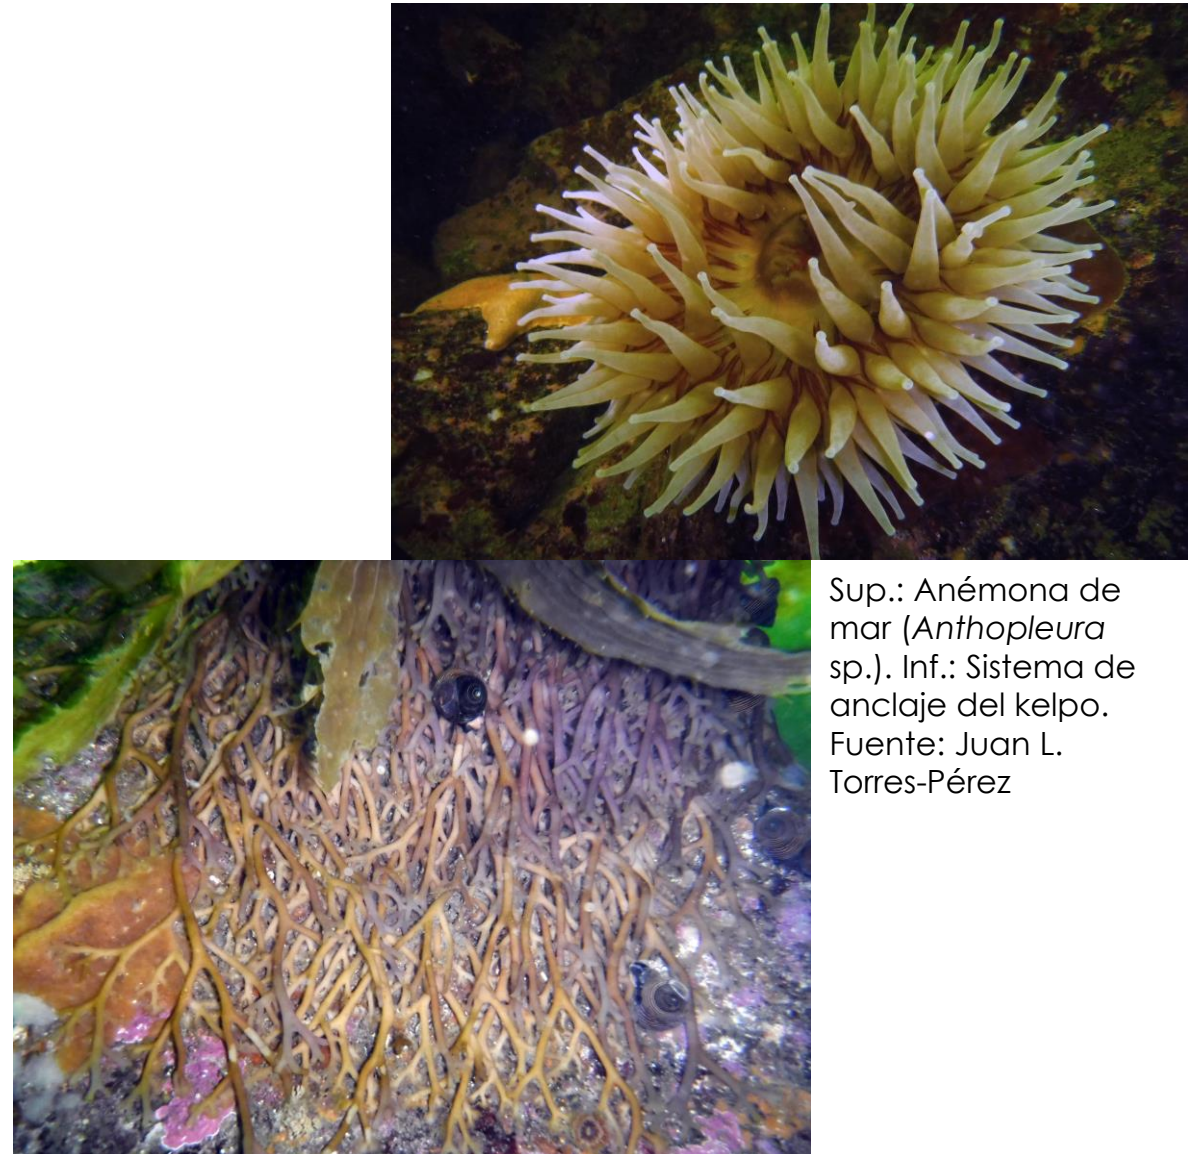 Sup.: Anémona de
mar (Anthopleura
sp.). Inf.: Sistema de
anclaje del kelpo.
Fuente: Juan L.
Torres-Pérez